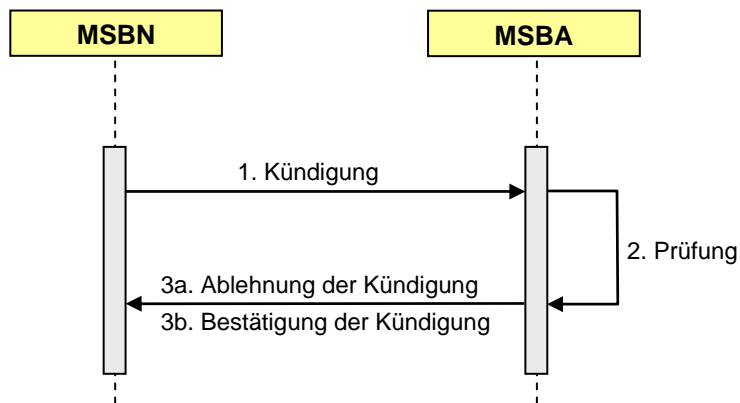 MSBN
MSBA
1. Kündigung
2. Prüfung
3a. Ablehnung der Kündigung
3b. Bestätigung der Kündigung